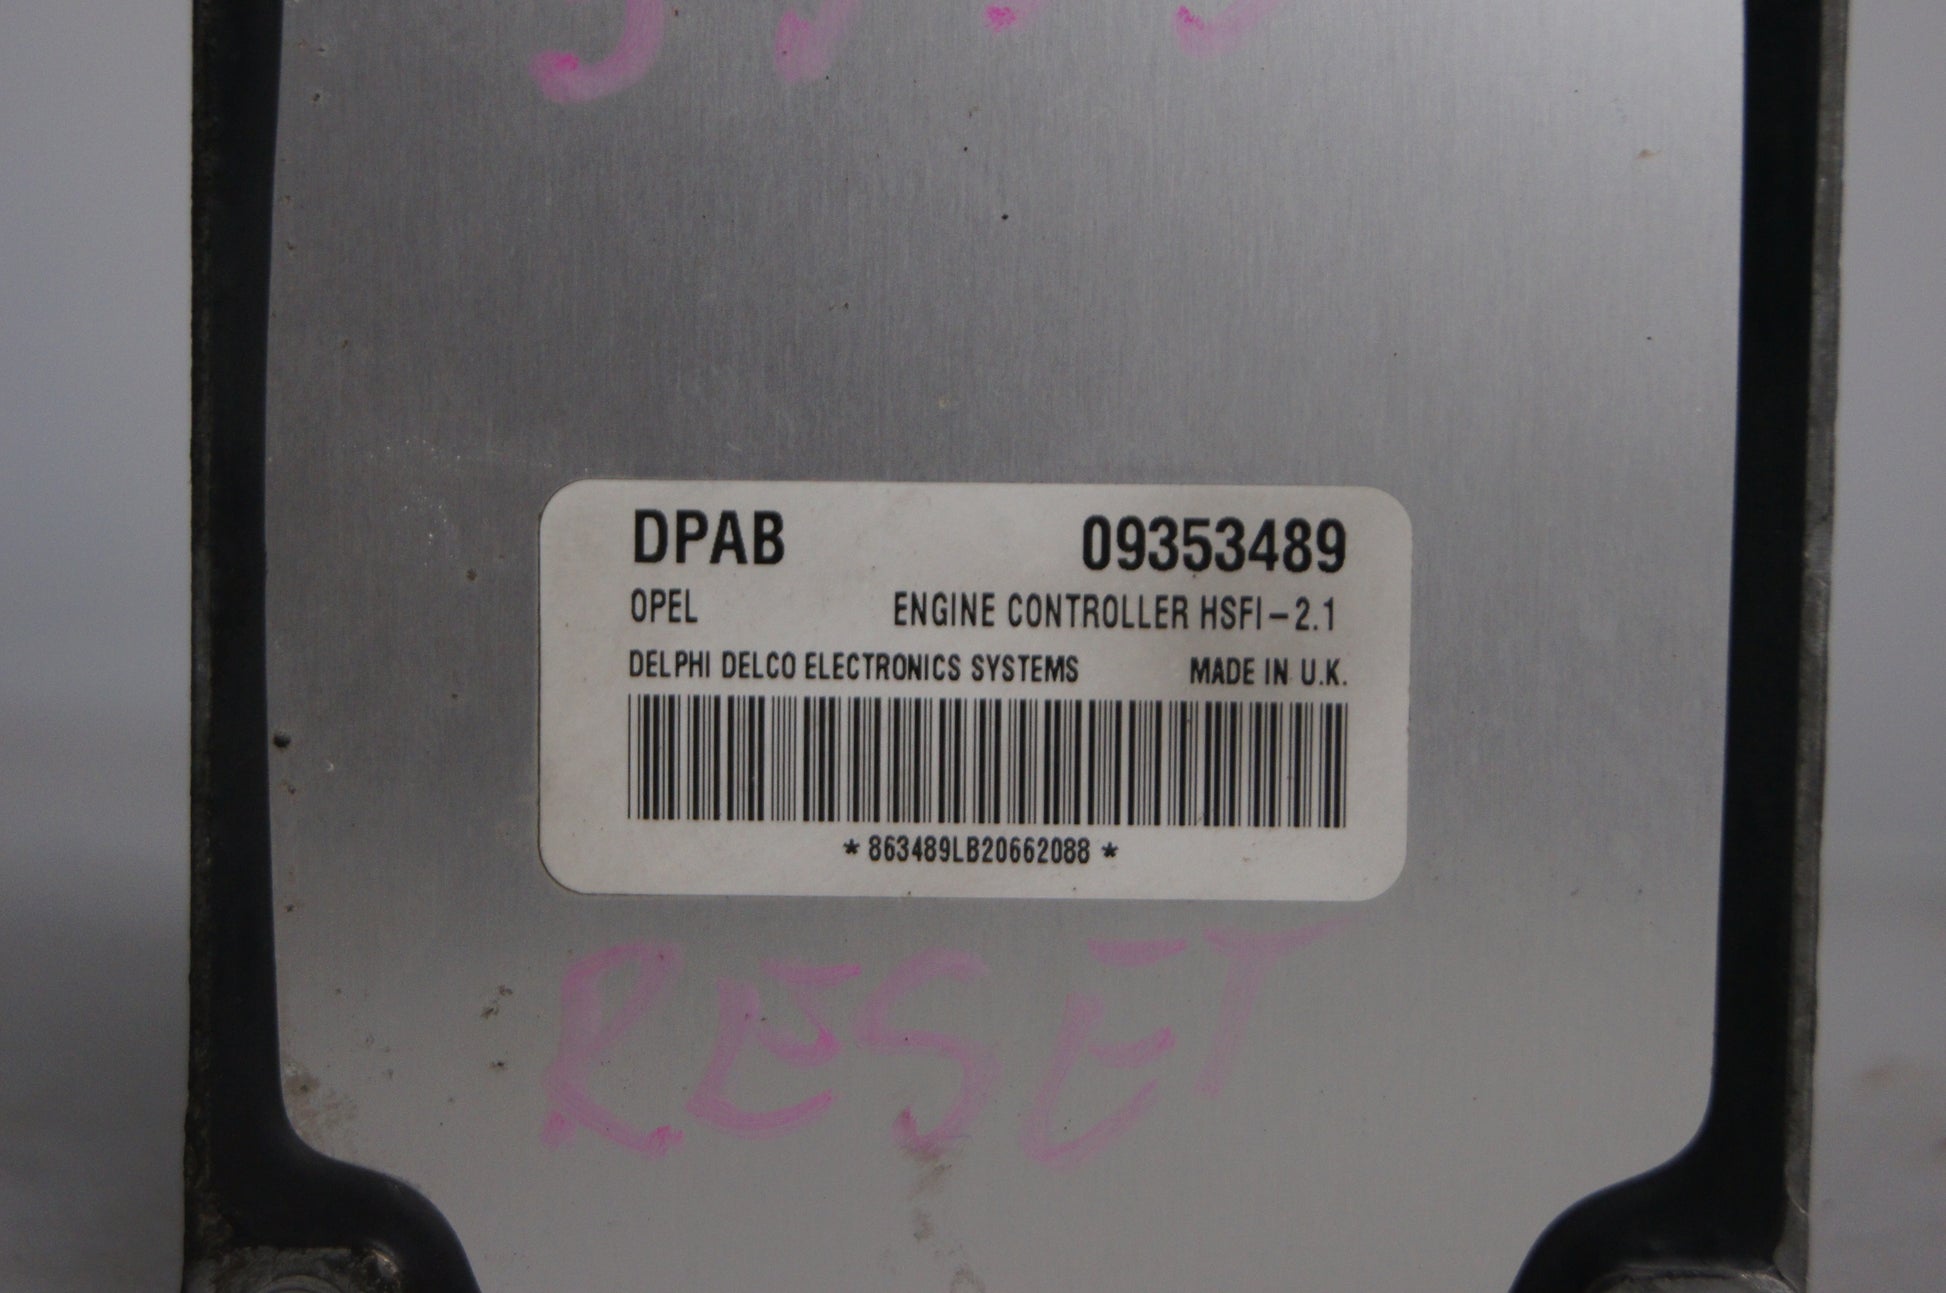 DPAB 09353489
OPEL ENGINE CONTROLLER HSFI-2.1
DELPHI DELCO ELECTRONICS SYSTEMS MADE IN U.K.
*863489LB20662088*
RESET